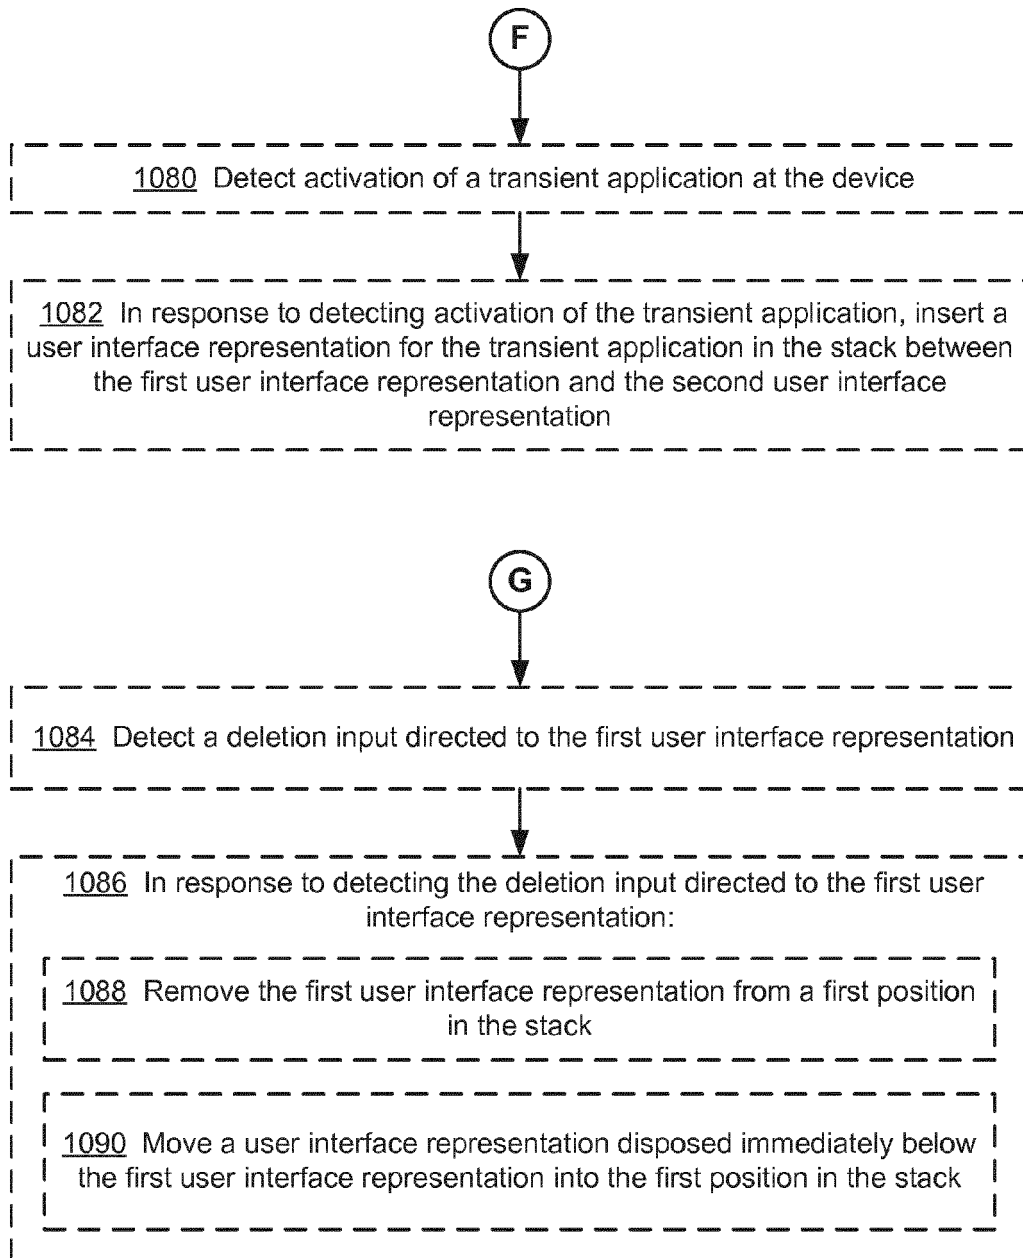 F
1080 Detect activation of a transient application at the device
1082 In response to detecting activation of the transient application, insert a
user interface representation for the transient application in the stack between
the first user interface representation and the second user interface
representation
G
1084 Detect a deletion input directed to the first user interface representation
1086 In response to detecting the deletion input directed to the first user
interface representation:
1088 Remove the first user interface representation from a first position
in the stack
1090 Move a user interface representation disposed immediately below
the first user interface representation into the first position in the stack